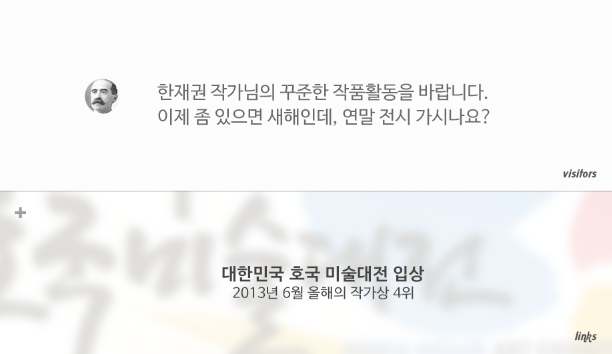 한재권 작가님의 꾸준한 작품활동을 바랍니다.
이제 좀 있으면 새해인데, 연말 전시 가시나요?
visitors
대한민국 호국 미술대전 입상
2013년 6월 올해의 작가상 4위
links